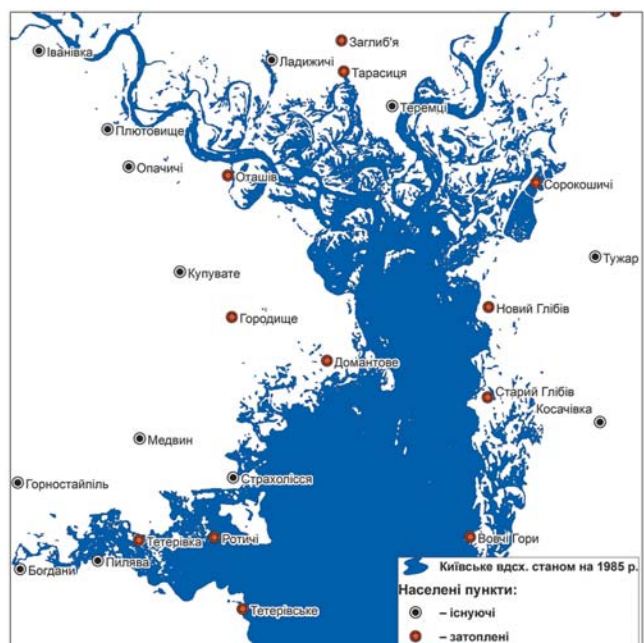 Заглиб'я
Іванівка
Ладижичі
Тарасиця
Теремці
Плютовище
Опачичі
Оташів
Сорокошичі
Тужар
Купувате
Новий Глібів
Городище
Домантове
Старий Глібів
Косачівка
Медвин
Страхолісся
Горностайпіль
Тетерівка
Ротичі
Вовчі Гори
Пилява
Богдани
Київське вдсх. станом на 1985 р.
Населені пункти:
– існуючі
Тетерівське
– затоплені